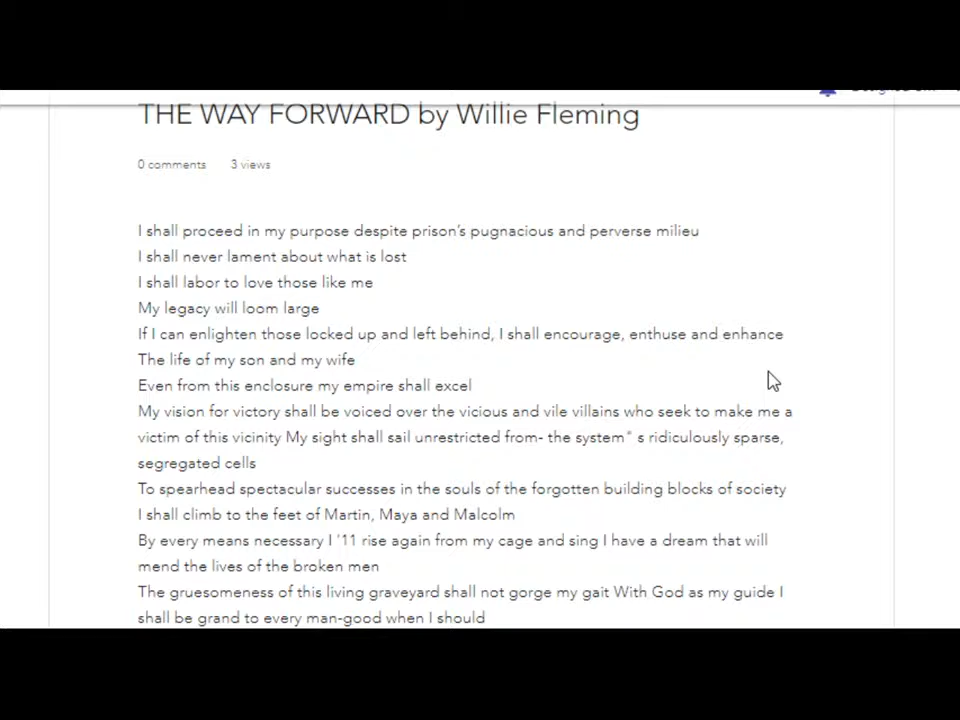 THE WAY FORWARD by Willie Fleming
0 comments 3 views
I shall proceed in my purpose despite prison's pugnacious and perverse milieu
I shall never lament about what is lost
I shall labor to love those like me
My legacy will loom large
If I can enlighten those locked up and left behind, I shall encourage, enthuse and enhance
The life of my son and my wife
Even from this enclosure my empire shall excel
My vision for victory shall be voiced over the vicious and vile villains who seek to make me a
victim of this vicinity My sight shall sail unrestricted from- the system" s ridiculously sparse,
segregated cells
To spearhead spectacular successes in the souls of the forgotten building blocks of society
I shall climb to the feet of Martin, Maya and Malcolm
By every means necessary I '11 rise again from my cage and sing I have a dream that will
mend the lives of the broken men
The gruesomeness of this living graveyard shall not gorge my gait With God as my guide I
shall be grand to every man-good when I should